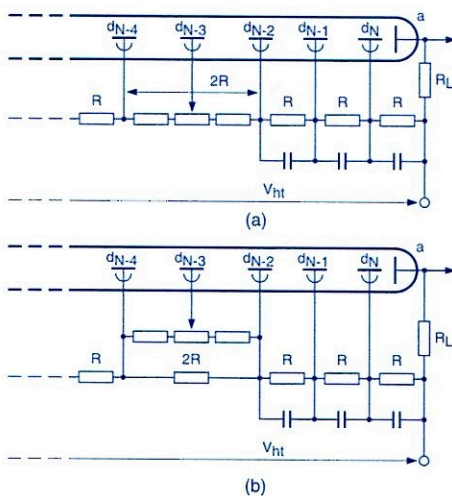 dN-4 dN-3 dN-2 dN-1 dN a
2R
R R R R RL
Vht
(a)
dN-4 dN-3 dN-2 dN-1 dN a
RL
R 2R R R R
Vht
(b)